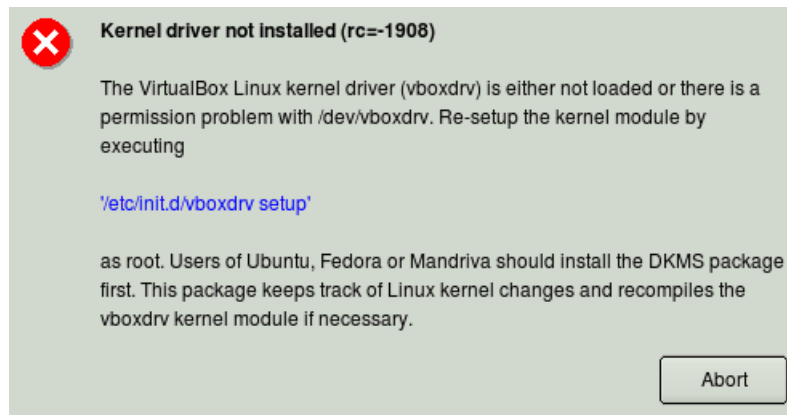 Kernel driver not installed (rc=-1908)
The VirtualBox Linux kernel driver (vboxdrv) is either not loaded or there is a
permission problem with /dev/vboxdrv. Re-setup the kernel module by
executing
'/etc/init.d/vboxdrv setup'
as root. Users of Ubuntu, Fedora or Mandriva should install the DKMS package
first. This package keeps track of Linux kernel changes and recompiles the
vboxdrv kernel module if necessary.
Abort